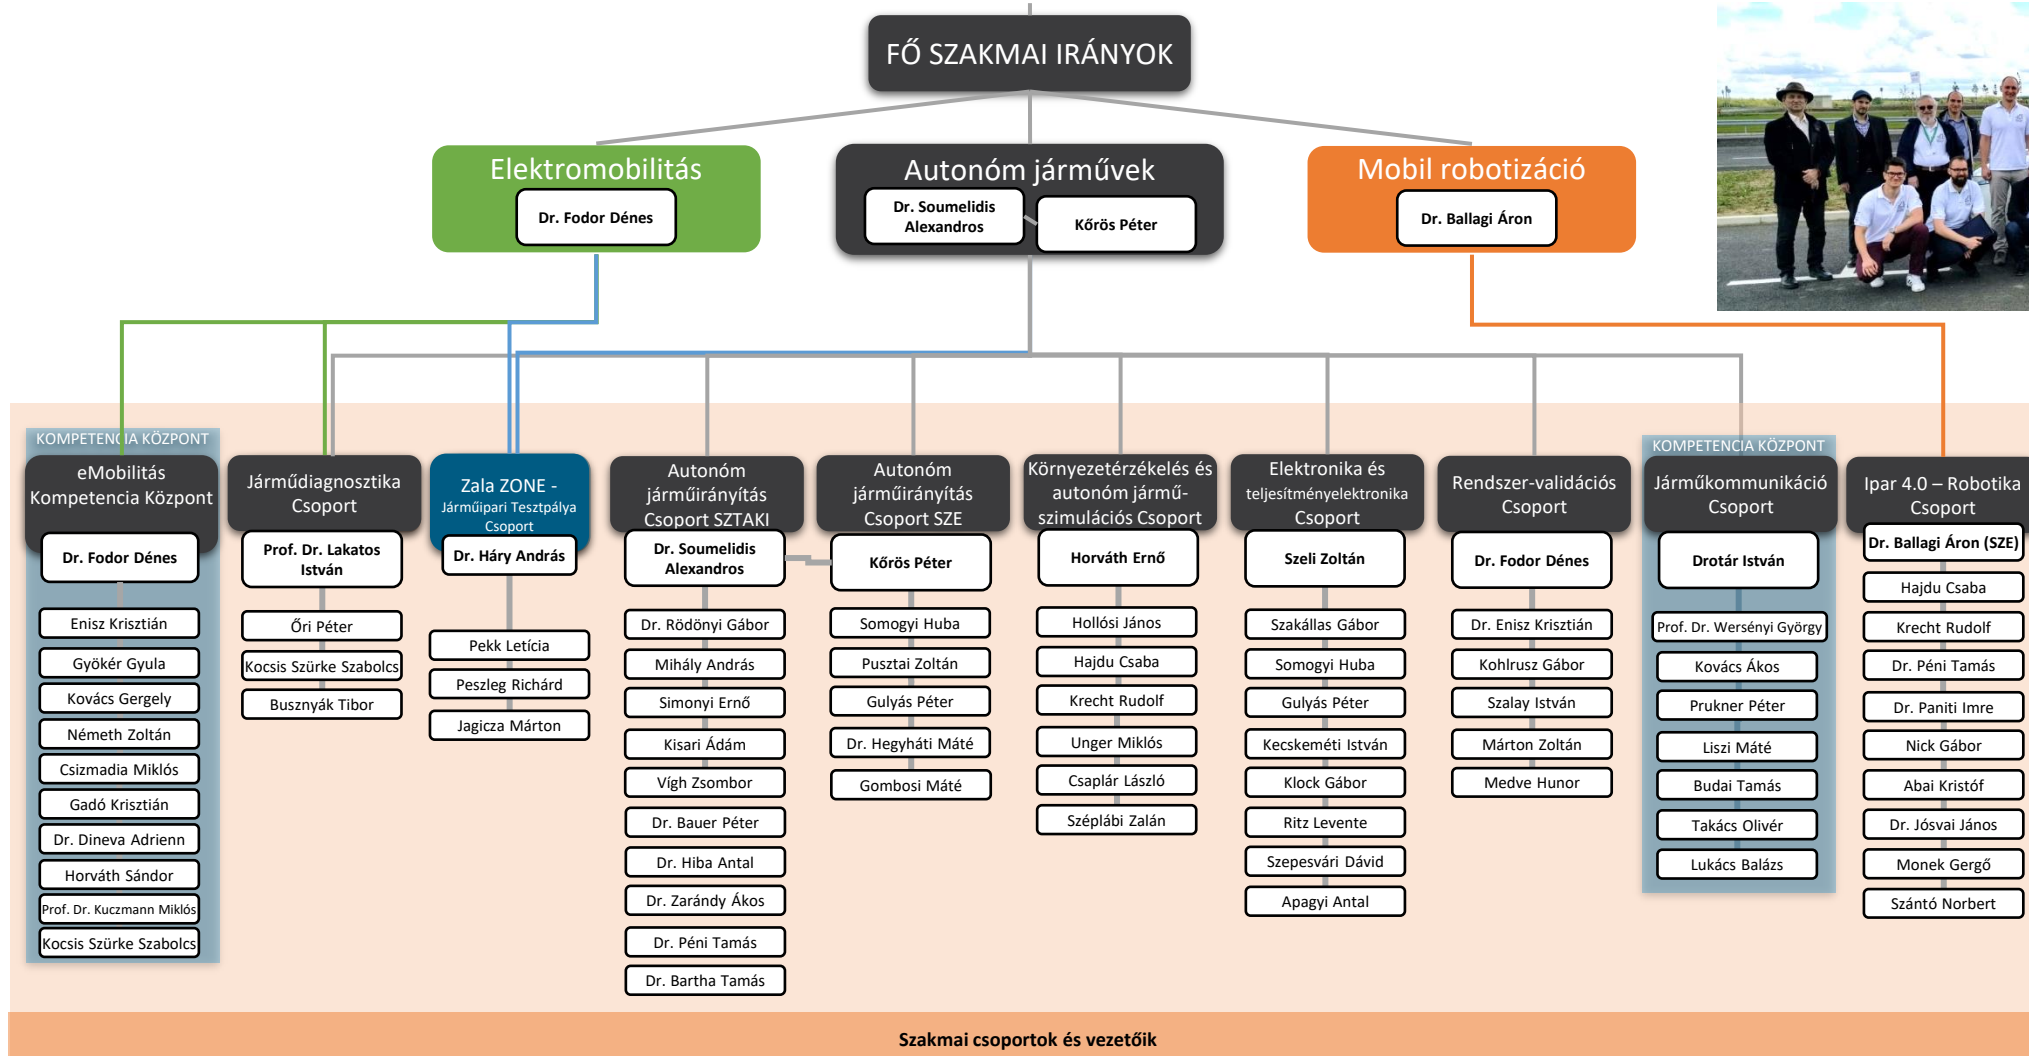 FŐ SZAKMAI IRÁNYOK
Elektromobilitás
Dr. Fodor Dénes
Autonóm járművek
Dr. Soumelidis
Alexandros
Kőrös Péter
Mobil robotizáció
Dr. Ballagi Áron
KOMPETENCIA KÖZPONT
eMobilitás
Kompetencia Központ
Dr. Fodor Dénes
Enisz Krisztián
Gyökér Gyula
Kovács Gergely
Németh Zoltán
Csizmadia Miklós
Gadó Krisztián
Dr. Dineva Adrienn
Horváth Sándor
Prof. Dr. Kuczmann Miklós
Kocsis Szürke Szabolcs
Járműdiagnosztika
Csoport
Prof. Dr. Lakatos
István
Őri Péter
Kocsis Szürke Szabolcs
Busznyák Tibor
Zala ZONE -
Járműipari Tesztpálya
Csoport
Dr. Háry András
Pekk Letícia
Peszleg Richárd
Jagicza Márton
Autonóm
járműirányítás
Csoport SZTAKI
Dr. Soumelidis
Alexandros
Dr. Rödönyi Gábor
Mihály András
Simonyi Ernő
Kisari Ádám
Vígh Zsombor
Dr. Bauer Péter
Dr. Hiba Antal
Dr. Zarándy Ákos
Dr. Péni Tamás
Dr. Bartha Tamás
Autonóm
járműirányítás
Csoport SZE
Kőrös Péter
Somogyi Huba
Pusztai Zoltán
Gulyás Péter
Dr. Hegyháti Máté
Gombosi Máté
Környezetérzékelés és
autonóm jármű-
szimulációs Csoport
Horváth Ernő
Hollósi János
Hajdu Csaba
Krecht Rudolf
Unger Miklós
Csaplár László
Széplábi Zalán
Elektronika és
teljesítményelektronika
Csoport
Szeli Zoltán
Szakállas Gábor
Somogyi Huba
Gulyás Péter
Kecskeméti István
Klock Gábor
Ritz Levente
Szepesvári Dávid
Apagyi Antal
Rendszer-validációs
Csoport
Dr. Fodor Dénes
Dr. Enisz Krisztián
Kohlrusz Gábor
Szalay István
Márton Zoltán
Medve Hunor
KOMPETENCIA KÖZPONT
Járműkommunikáció
Csoport
Drotár István
Prof. Dr. Wersényi György
Kovács Ákos
Prukner Péter
Liszi Máté
Budai Tamás
Takács Olivér
Lukács Balázs
Ipar 4.0 – Robotika
Csoport
Dr. Ballagi Áron (SZE)
Hajdu Csaba
Krecht Rudolf
Dr. Péni Tamás
Dr. Paniti Imre
Nick Gábor
Abai Kristóf
Dr. Jósvai János
Monek Gergő
Szántó Norbert
Szakmai csoportok és vezetőik